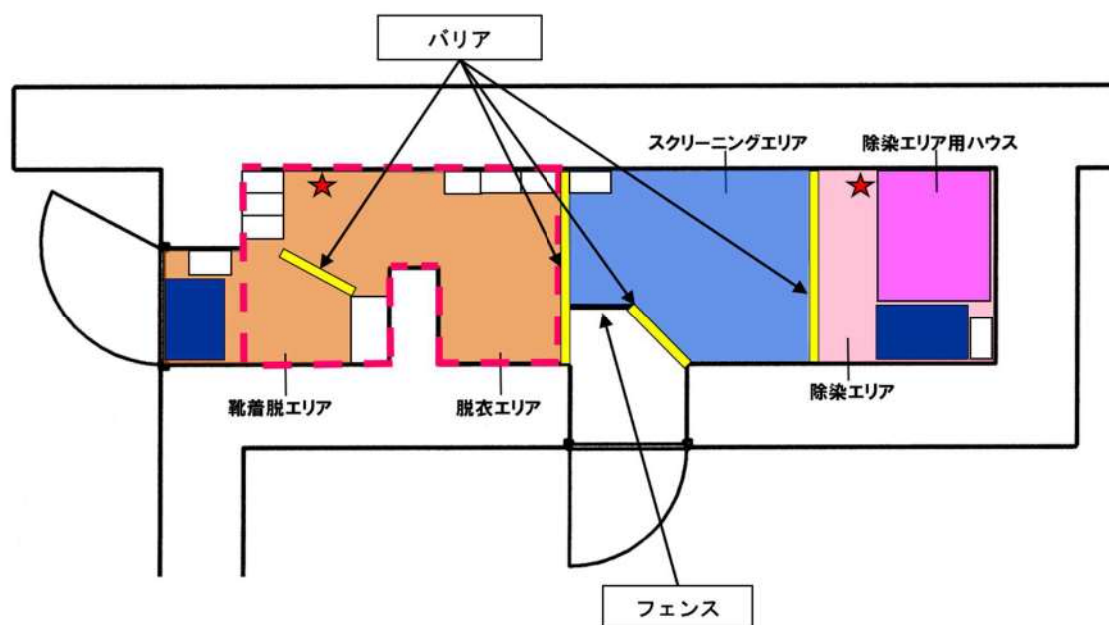 バリア
スクリーニングエリア
除染エリア用ハウス
靴着脱エリア
脱衣エリア
除染エリア
フェンス